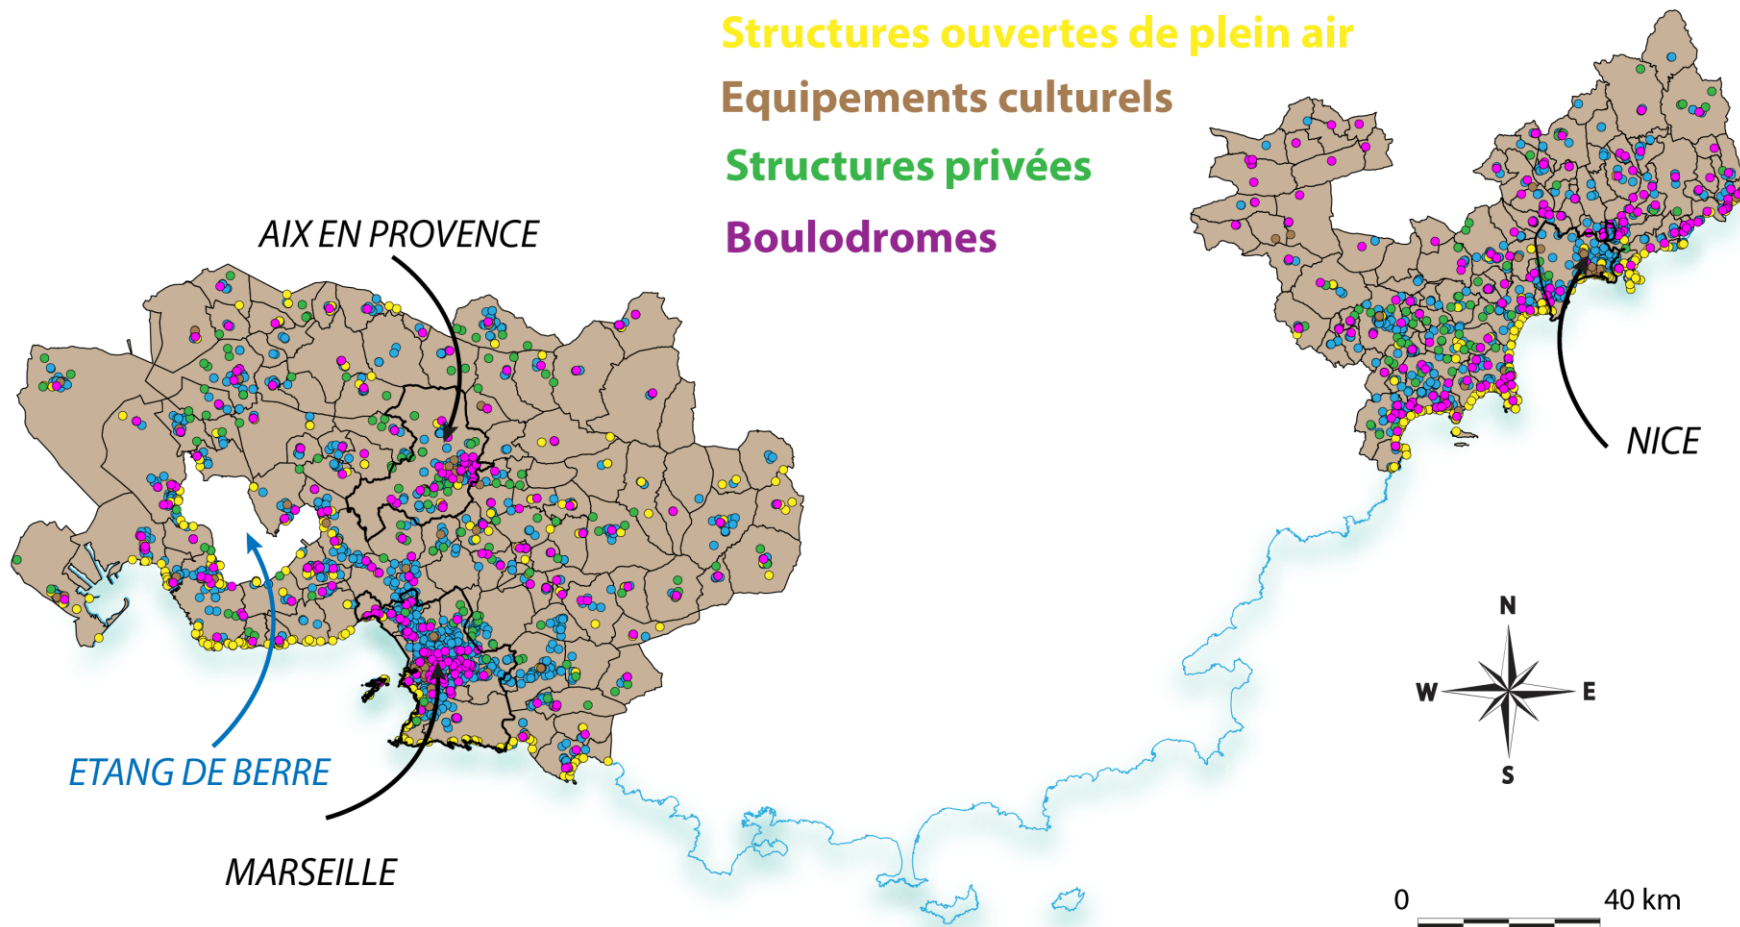 Structures ouvertes de plein air
Equipements culturels
Structures privées
Boulodromes
AIX EN PROVENCE
NICE
ETANG DE BERRE
MARSEILLE
N
W E
S
0 40 km